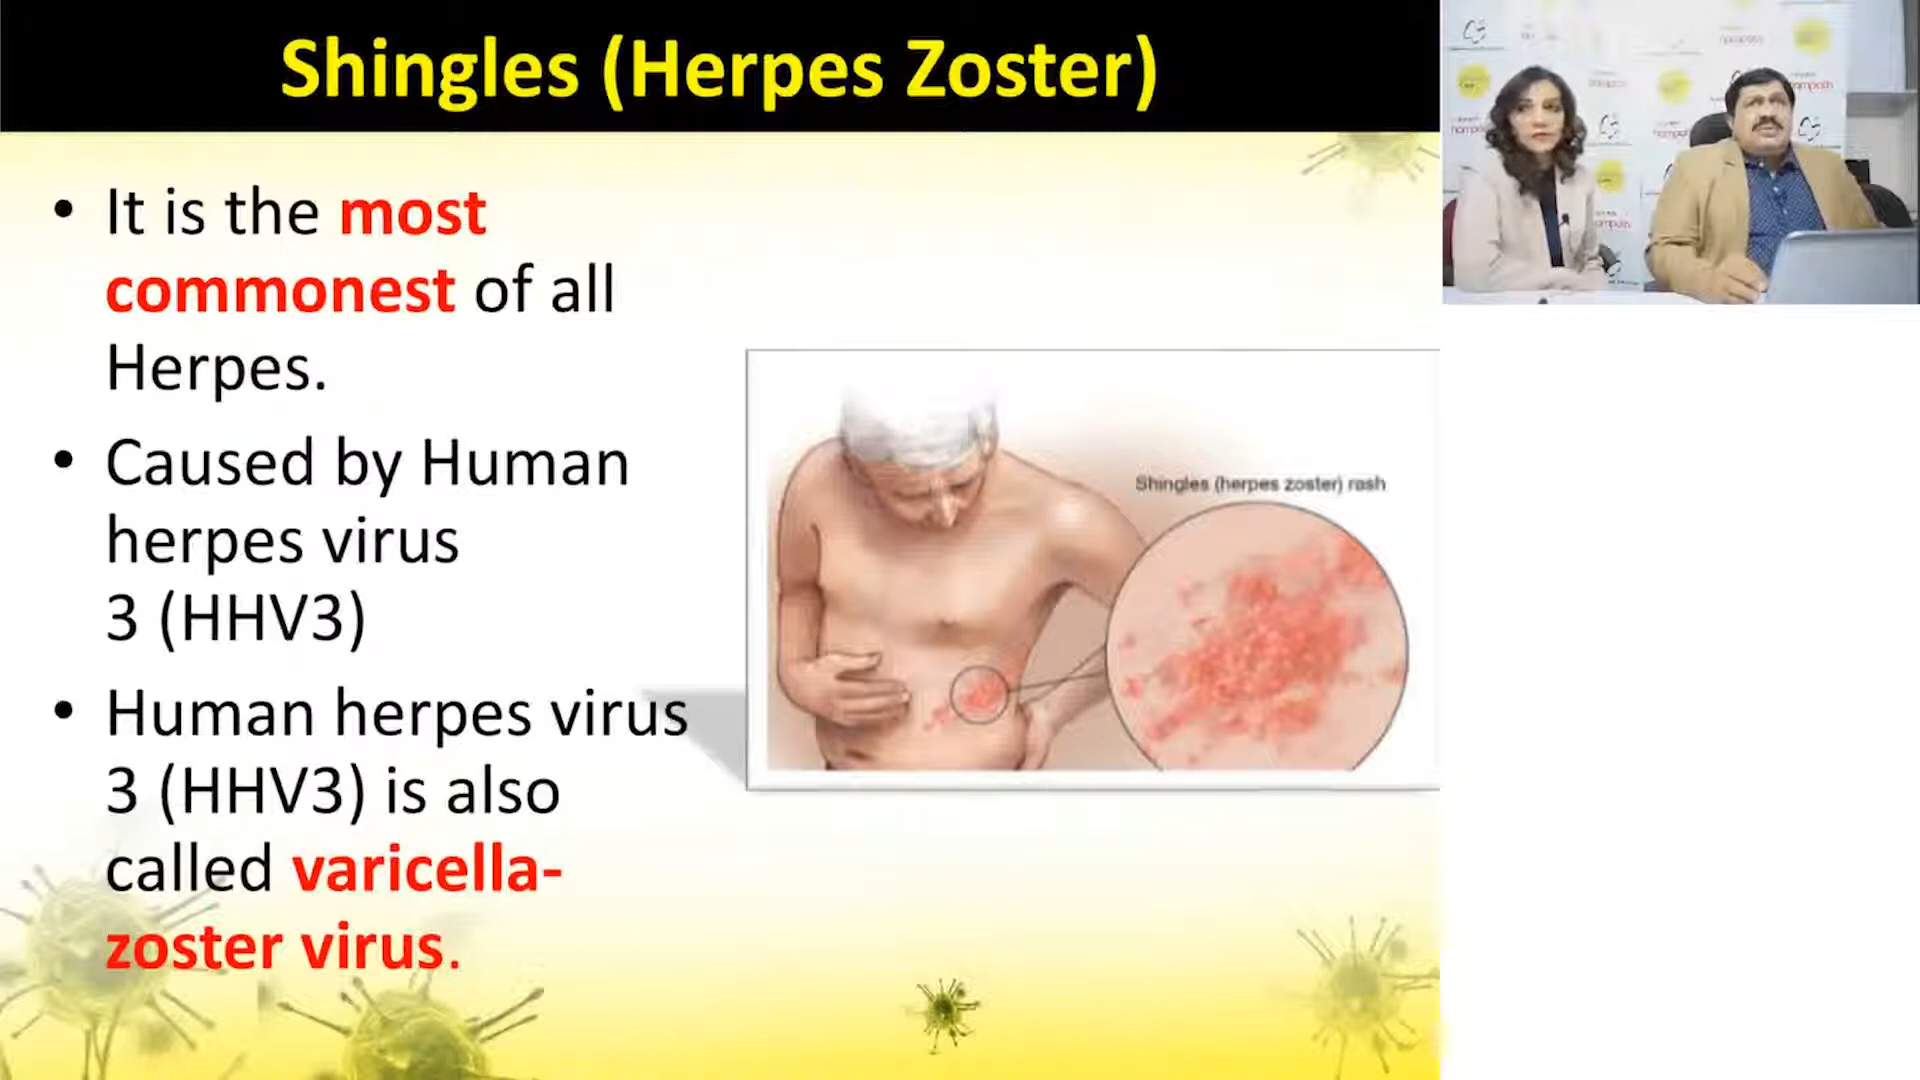 Shingles (Herpes Zoster)
• It is the most
commonest of all
Herpes.
• Caused by Human
herpes virus
3 (HHV3)
• Human herpes virus
3 (HHV3) is also
called varicella-
zoster virus.
Shingles (herpes zoster) rash